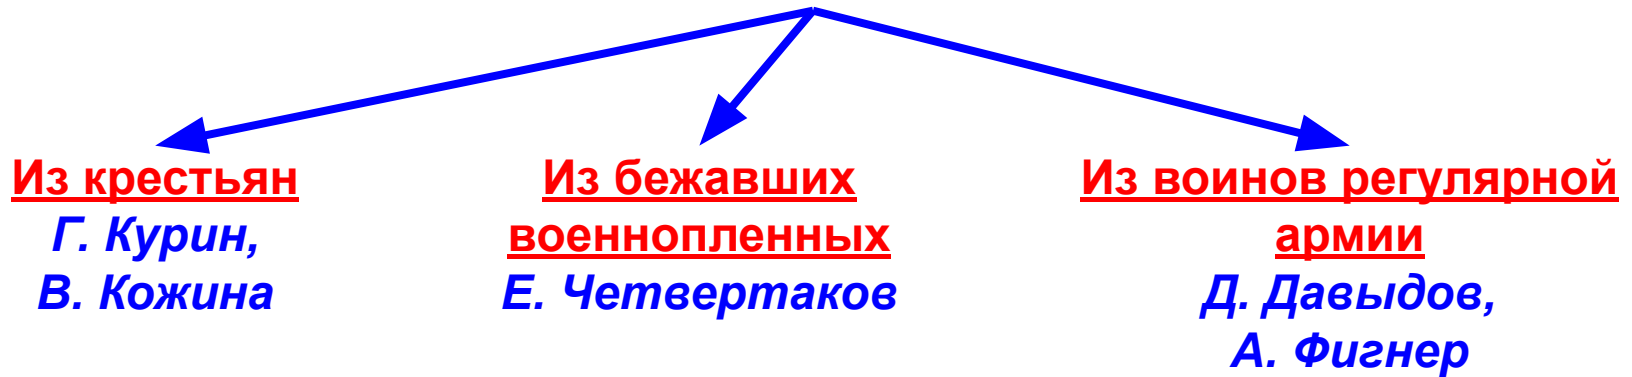 Из крестьян
Г. Курин,
В. Кожина
Из бежавших
военнопленных
Е. Четвертаков
Из воинов регулярной
армии
Д. Давыдов,
А. Фигнер